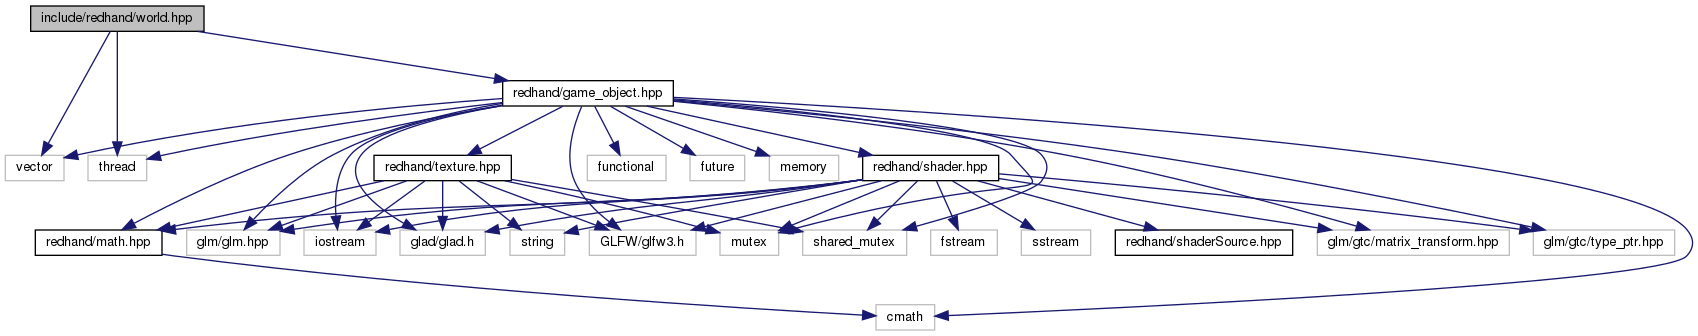 include/redhand/world.hpp
redhand/game_object.hpp
vector
thread
redhand/texture.hpp
functional
future
memory
redhand/shader.hpp
redhand/math.hpp
glm/glm.hpp
iostream
glad/glad.h
string
GLFW/glfw3.h
mutex
shared_mutex
fstream
sstream
redhand/shaderSource.hpp
glm/gtc/matrix_transform.hpp
glm/gtc/type_ptr.hpp
cmath